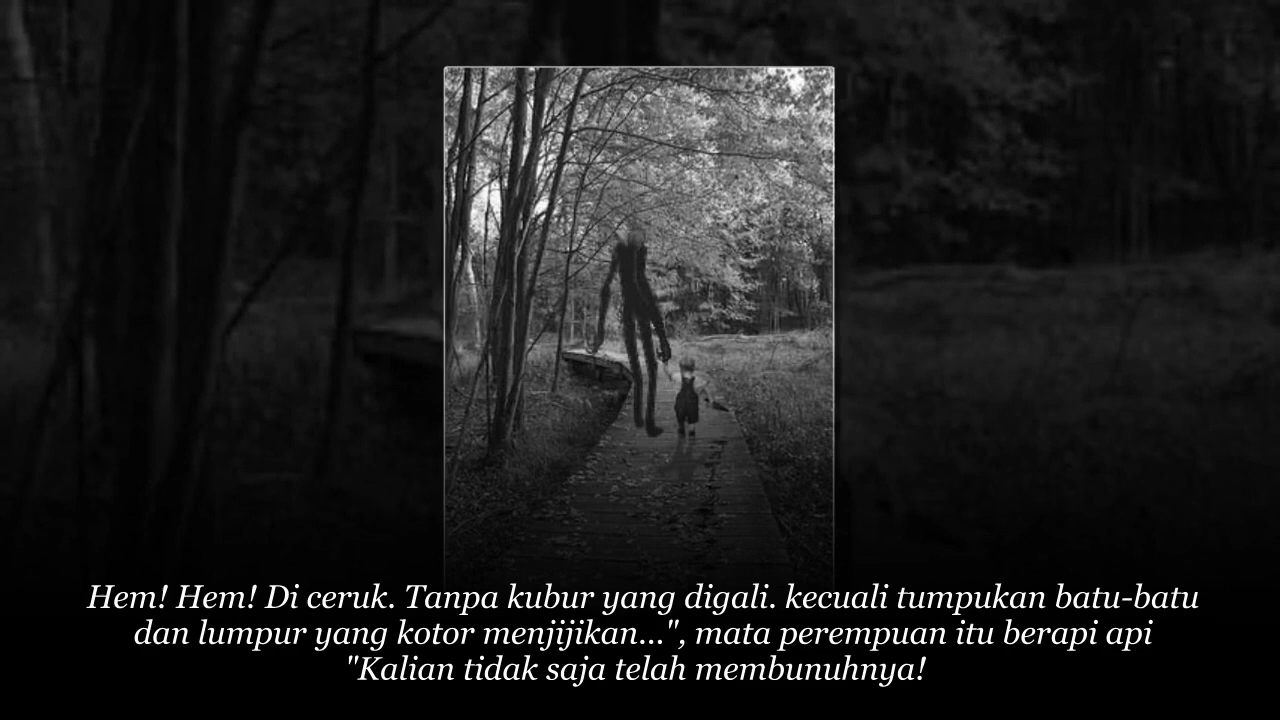 Hem! Hem! Di ceruk. Tanpa kubur yang digali. kecuali tumpukan batu-batu
dan lumpur yang kotor menjijikan...", mata perempuan itu berapi api
"Kalian tidak saja telah membunuhnya!